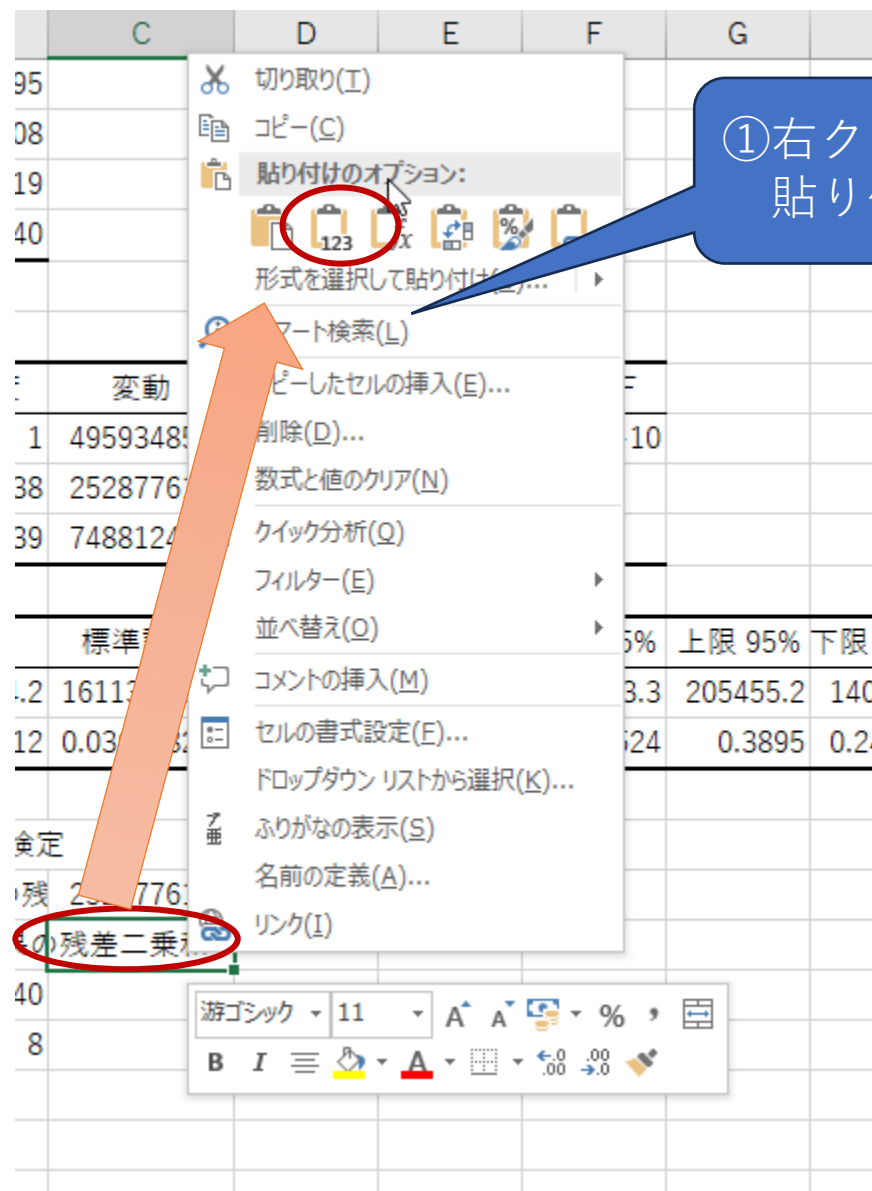 C D E F G
95
切り取り(T)
08
コピー(C)
①右ク
19
貼り付けのオプション:
貼り
40
123
%
形式を選択して貼り付け
検索(L)
変動
ピーしたセルの挿入(E)...
1 4959348
削除(D)...
10
38 2528776
数式と値のクリア(N)
39 748812
クイック分析(Q)
フィルター(E)
並べ替え(O)
標準
5% 上限 95% 下限
コメントの挿入(M)
.2 1611
3.3 205455.2 140
セルの書式設定(F)...
12 0.03
524 0.3895 0.2
ドロップダウン リストから選択(K)...
ふりがなの表示(S)
検定
名前の定義(A)...
残
776
リンク(I)
の残差二乗
40
游ゴシック 11 A A % ,
8
B I A .0 .00 .00 .0